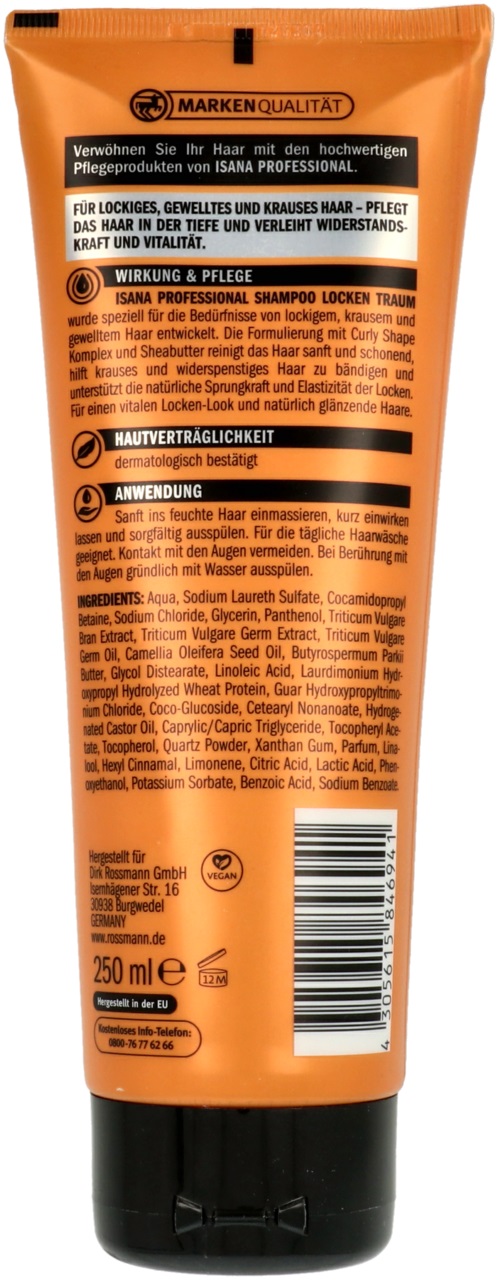 MARKENQUALITÄT
Verwöhnen Sie Ihr Haar mit den hochwertigen
Pflegeprodukten von ISANA PROFESSIONAL.
FÜR LOCKIGES, GEWELLTES UND KRAUSES HAAR – PFLEGT
DAS HAAR IN DER TIEFE UND VERLEIHT WIDERSTANDS-
KRAFT UND VITALITÄT.
WIRKUNG & PFLEGE
ISANA PROFESSIONAL SHAMPOO LOCKEN TRAUM
wurde speziell für die Bedürfnisse von lockigem, krausem und
gewelltem Haar entwickelt. Die Formulierung mit Curly Shape
Komplex und Sheabutter reinigt das Haar sanft und schonend,
hilft krauses und widerspenstiges Haar zu bändigen und
unterstützt die natürliche Sprungkraft und Elastizität der Locken.
Für einen vitalen Locken-Look und natürlich glänzende Haare.
HAUTVERTRÄGLICHKEIT
dermatologisch bestätigt
ANWENDUNG
Sanft ins feuchte Haar einmassieren, kurz einwirken
lassen und sorgfältig ausspülen. Für die tägliche Haarwäsche
geeignet. Kontakt mit den Augen vermeiden. Bei Berührung mit
den Augen gründlich mit Wasser ausspülen.
INGREDIENTS: Aqua, Sodium Laureth Sulfate, Cocamidopropyl
Betaine, Sodium Chloride, Glycerin, Panthenol, Triticum Vulgare
Bran Extract, Triticum Vulgare Germ Extract, Triticum Vulgare
Germ Oil, Camellia Oleifera Seed Oil, Butyrospermum Parkii
Butter, Glycol Distearate, Linoleic Acid, Laurdimonium Hydr-
oxypropyl Hydrolyzed Wheat Protein, Guar Hydroxypropyltrimo-
nium Chloride, Coco-Glucoside, Cetearyl Nonanoate, Hydroge-
nated Castor Oil, Caprylic/Capric Triglyceride, Tocopheryl Ace-
tate, Tocopherol, Quartz Powder, Xanthan Gum, Parfum, Lina-
lool, Hexyl Cinnamal, Limonene, Citric Acid, Lactic Acid, Phen-
oxyethanol, Potassium Sorbate, Benzoic Acid, Sodium Benzoate.
Hergestellt für
Dirk Rossmann GmbH
Isernhägener Str. 16
30938 Burgwedel
GERMANY
www.rossmann.de
VEGAN
250 ml e
12M
Hergestellt in der EU
Kostenloses Info-Telefon:
0800-76 77 62 66
4 305615 846941